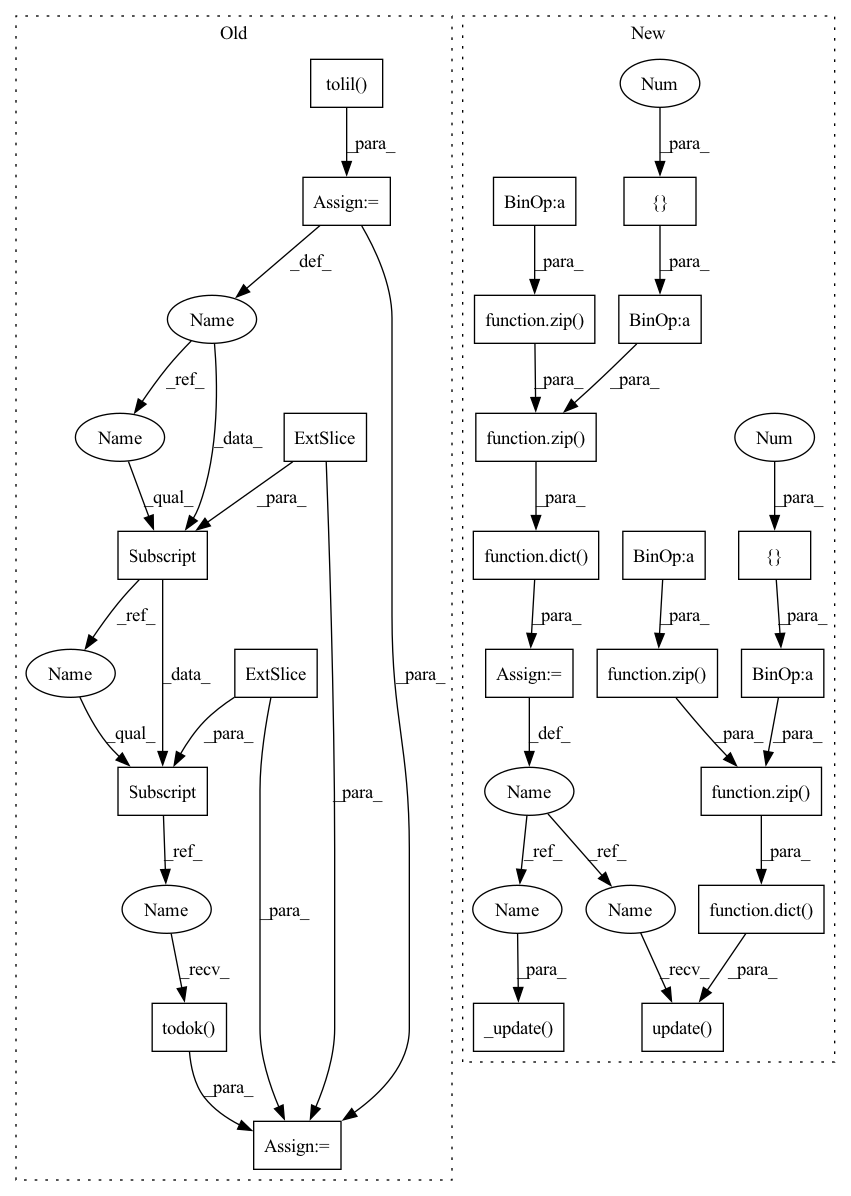 Old
New
tolil()
Num
_para_
_para_
Assign:=
BinOp:a
{}
_def_
_para_
_para_
Name
function.zip()
BinOp:a
_ref_
_para_
_para_
Name
_data_
ExtSlice
function.zip()
Name
_qual_
_para_
_para_
_para_
Subscript
function.dict()
BinOp:a
{}
_ref_
_para_
_para_
_para_
Name
_data_
ExtSlice
_para_
Assign:=
function.zip()
BinOp:a
_qual_
_para_
_para_
_def_
_para_
_para_
Subscript
Name
function.zip()
_ref_
_ref_
_ref_
_para_
Name
_para_
Name
Name
function.dict()
_recv_
_para_
_recv_
_para_
todok()
_update()
update()
_para_
Assign:=